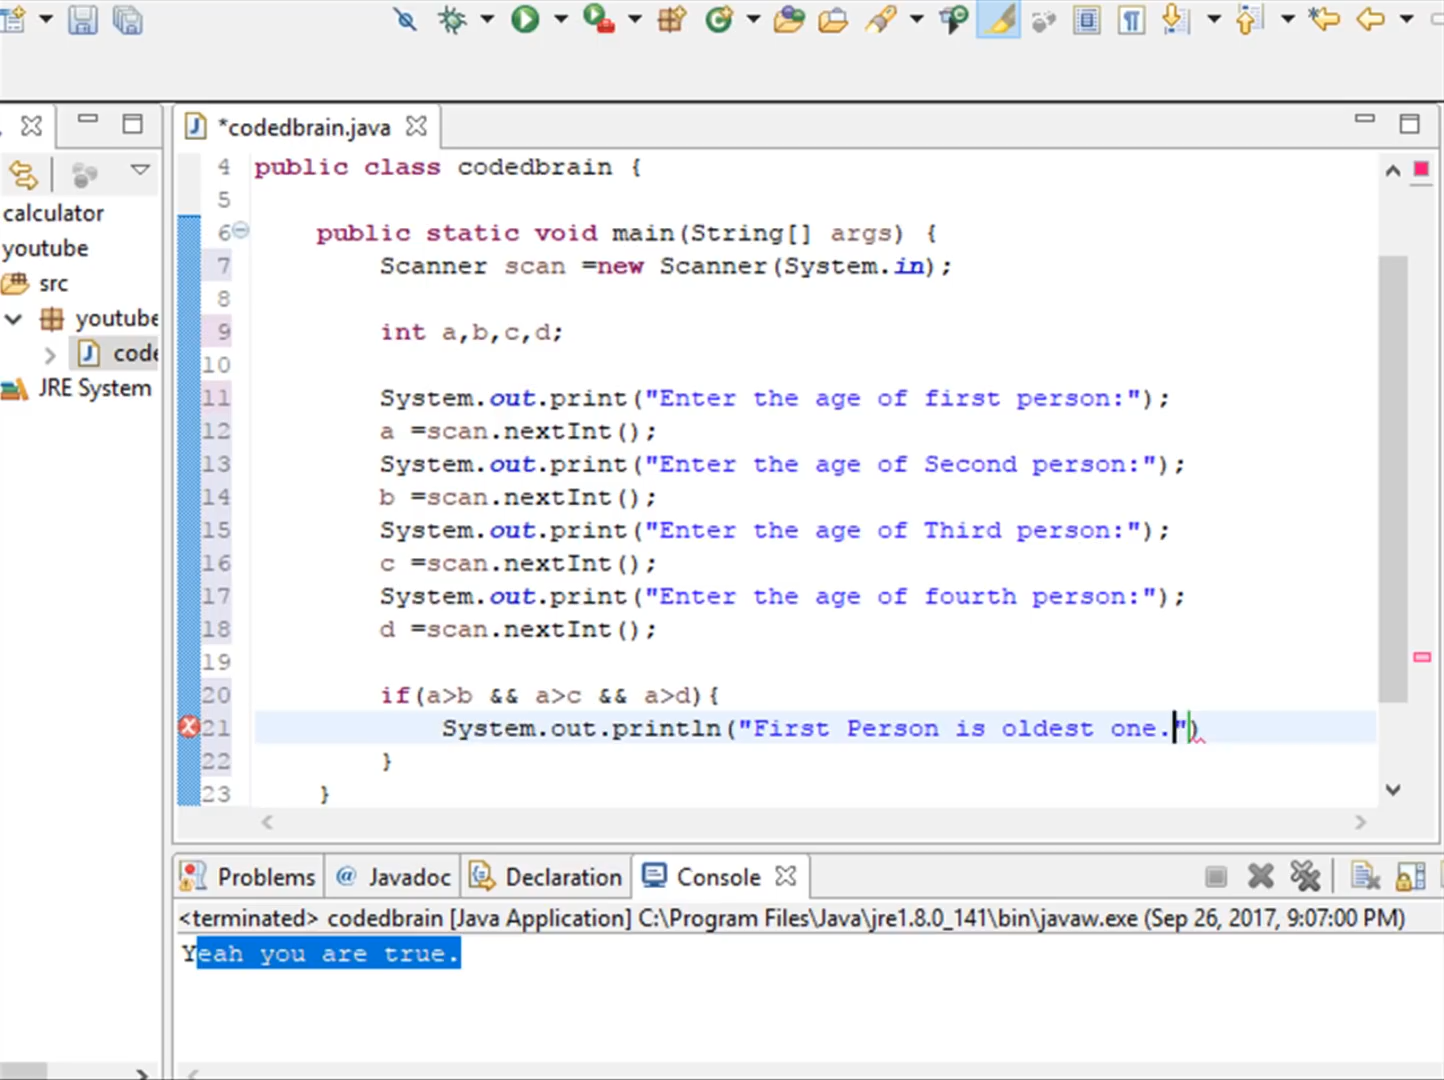 *codedbrain.java
calculator
youtube
src
youtube
code
JRE System
4 public class codedbrain {
5
6 public static void main(String[] args) {
7 Scanner scan =new Scanner(System.in);
8
9 int a,b,c,d;
10
11 System.out.print("Enter the age of first person:");
12 a =scan.nextInt();
13 System.out.print("Enter the age of Second person:");
14 b =scan.nextInt();
15 System.out.print("Enter the age of Third person:");
16 c =scan.nextInt();
17 System.out.print("Enter the age of fourth person:");
18 d =scan.nextInt();
19
20 if(a>b && a>c && a>d){
21 System.out.println("First Person is oldest one.")
22 }
23 }
Problems @ Javadoc Declaration Console
<terminated> codedbrain [Java Application] C:\Program Files\Java\jre1.8.0_141\bin\javaw.exe (Sep 26, 2017, 9:07:00 PM)
Yeah you are true.